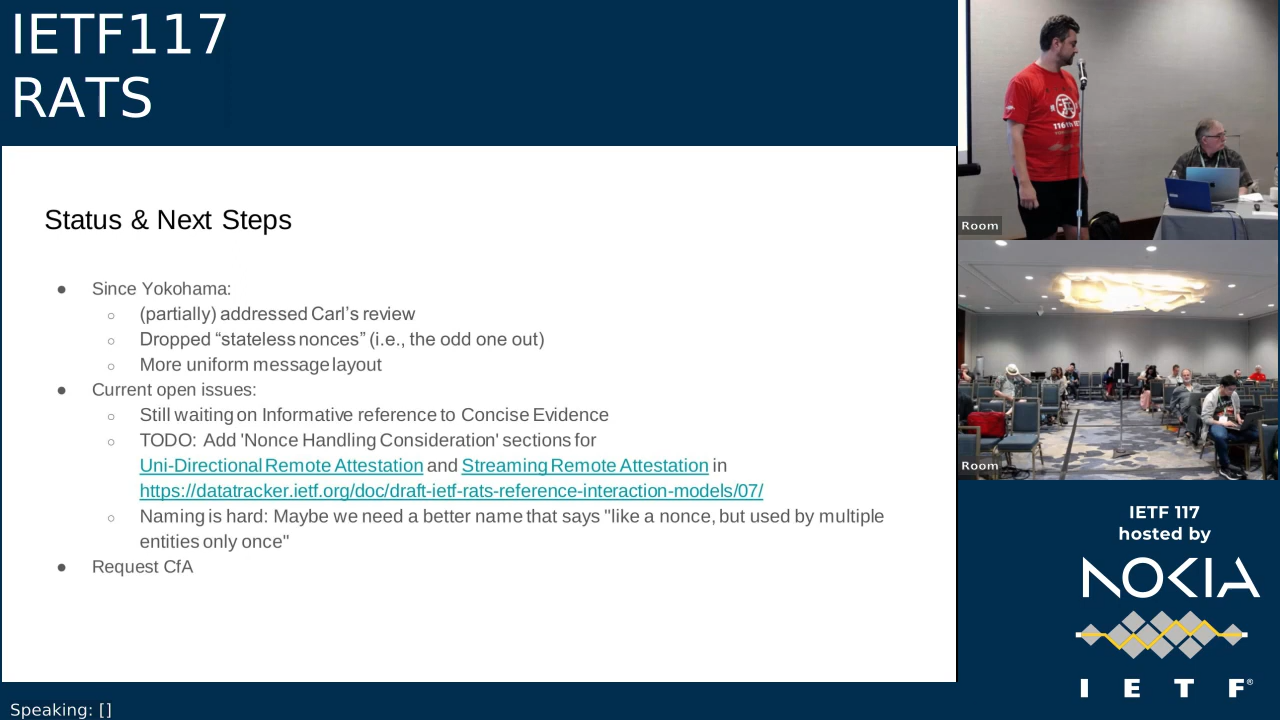 IETF117
RATS
Status & Next Steps
● Since Yokohama:
○ (partially) addressed Carl’s review
○ Dropped “stateless nonces” (i.e., the odd one out)
○ More uniform message layout
● Current open issues:
○ Still waiting on Informative reference to Concise Evidence
○ TODO: Add 'Nonce Handling Consideration' sections for
Uni-Directional Remote Attestation and Streaming Remote Attestation in
https://datatracker.ietf.org/doc/draft-ietf-rats-reference-interaction-models/07/
○ Naming is hard: Maybe we need a better name that says "like a nonce, but used by multiple
entities only once"
● Request CfA
Room
Room
IETF 117
hosted by
NOKIA
I E T F®
Speaking: []